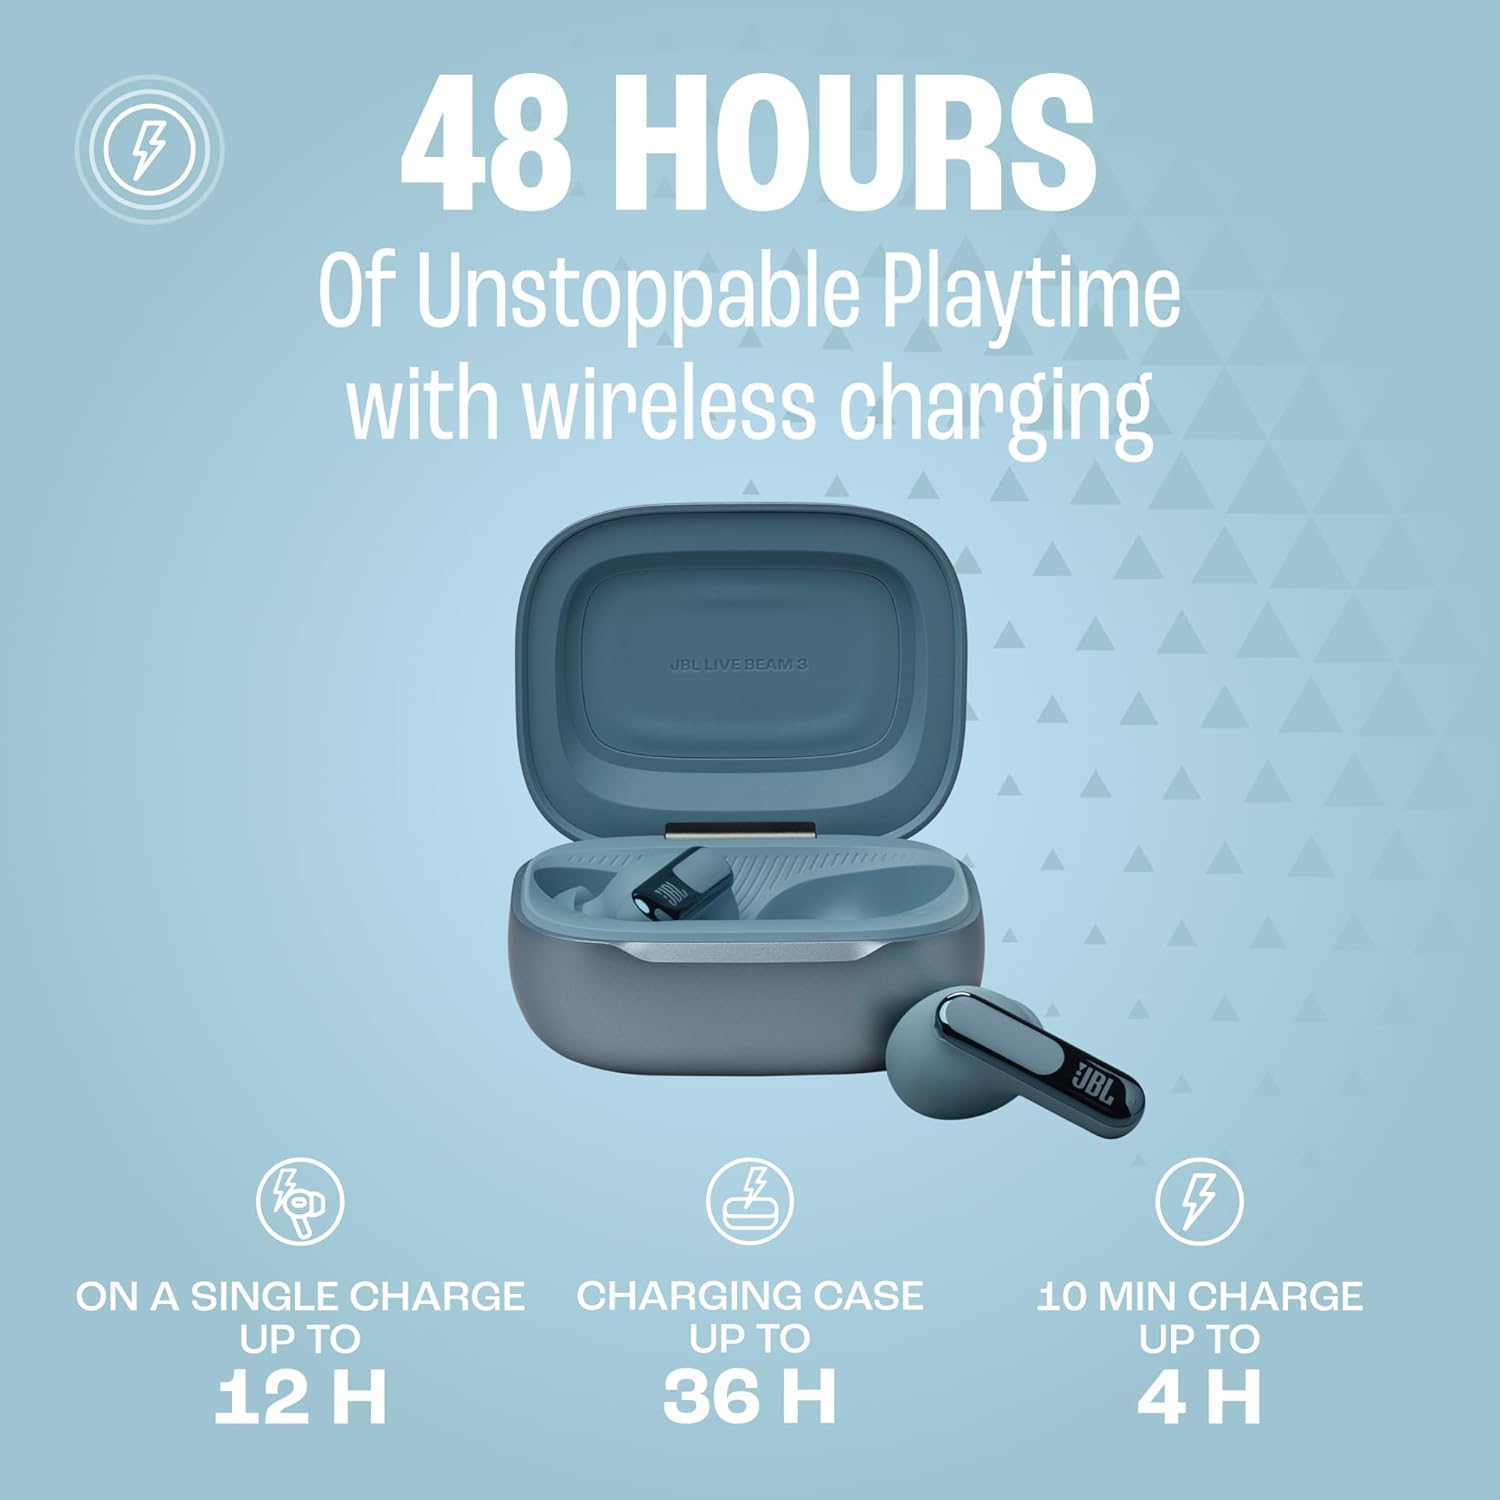 48 HOURS
Of Unstoppable Playtime
with wireless charging
JBL LIVE BEAM 3
JBL
JBL
ON A SINGLE CHARGE
UP TO
12 H
CHARGING CASE
UP TO
36 H
10 MIN CHARGE
UP TO
4 H